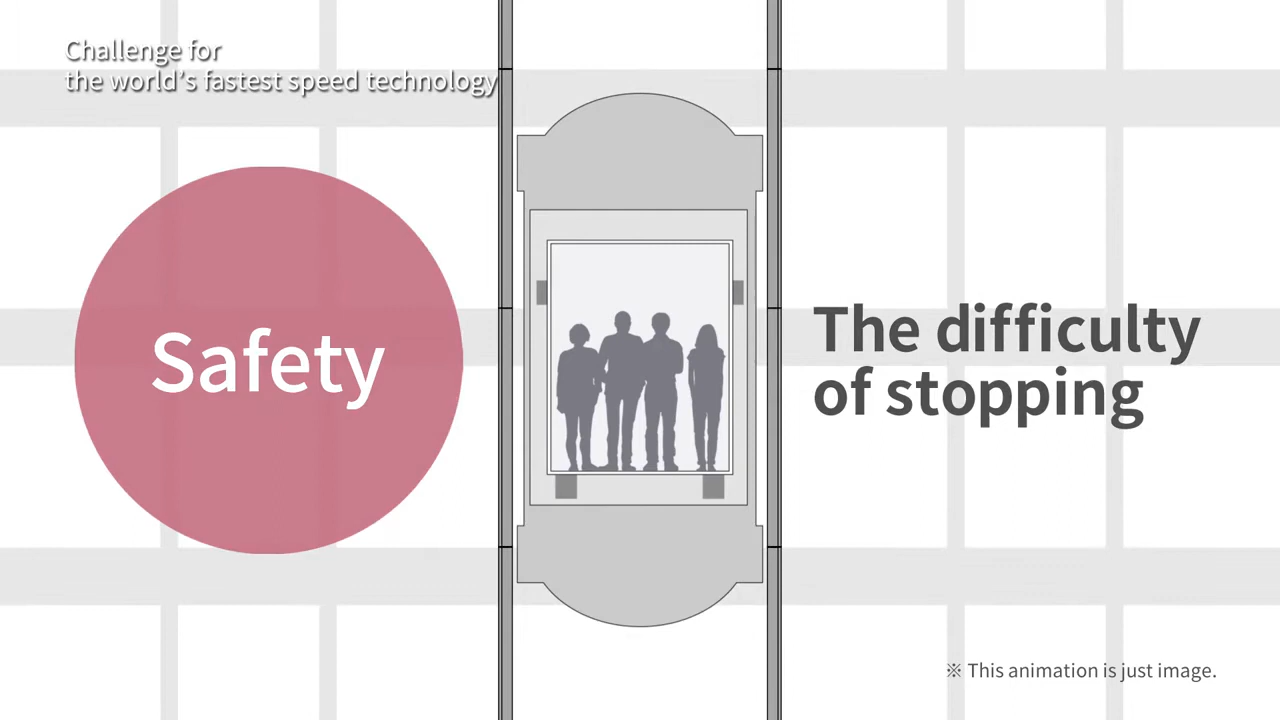 Challenge for
the world's fastest speed technology
Safety
The difficulty
of stopping
※ This animation is just image.